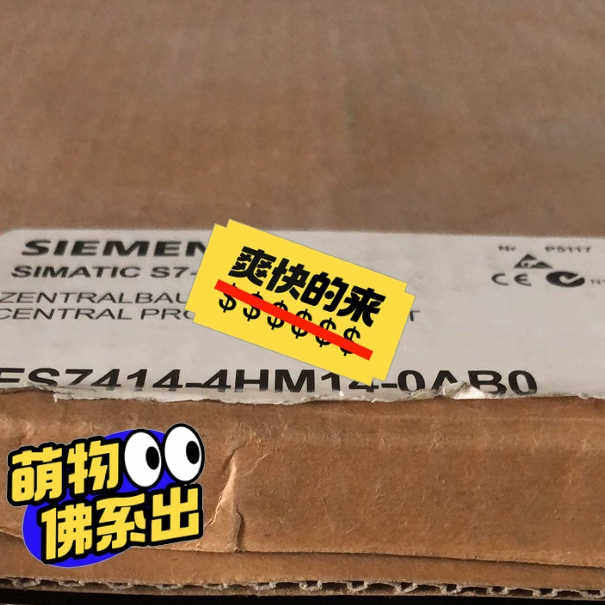 SIEMEN
SIMATIC S7-
Nr P5117
爽快的来
$$$$$$
ZENTRALBAU
CENTRAL PRO
T
ES7414-4HM14-0AB0
萌物
佛系出